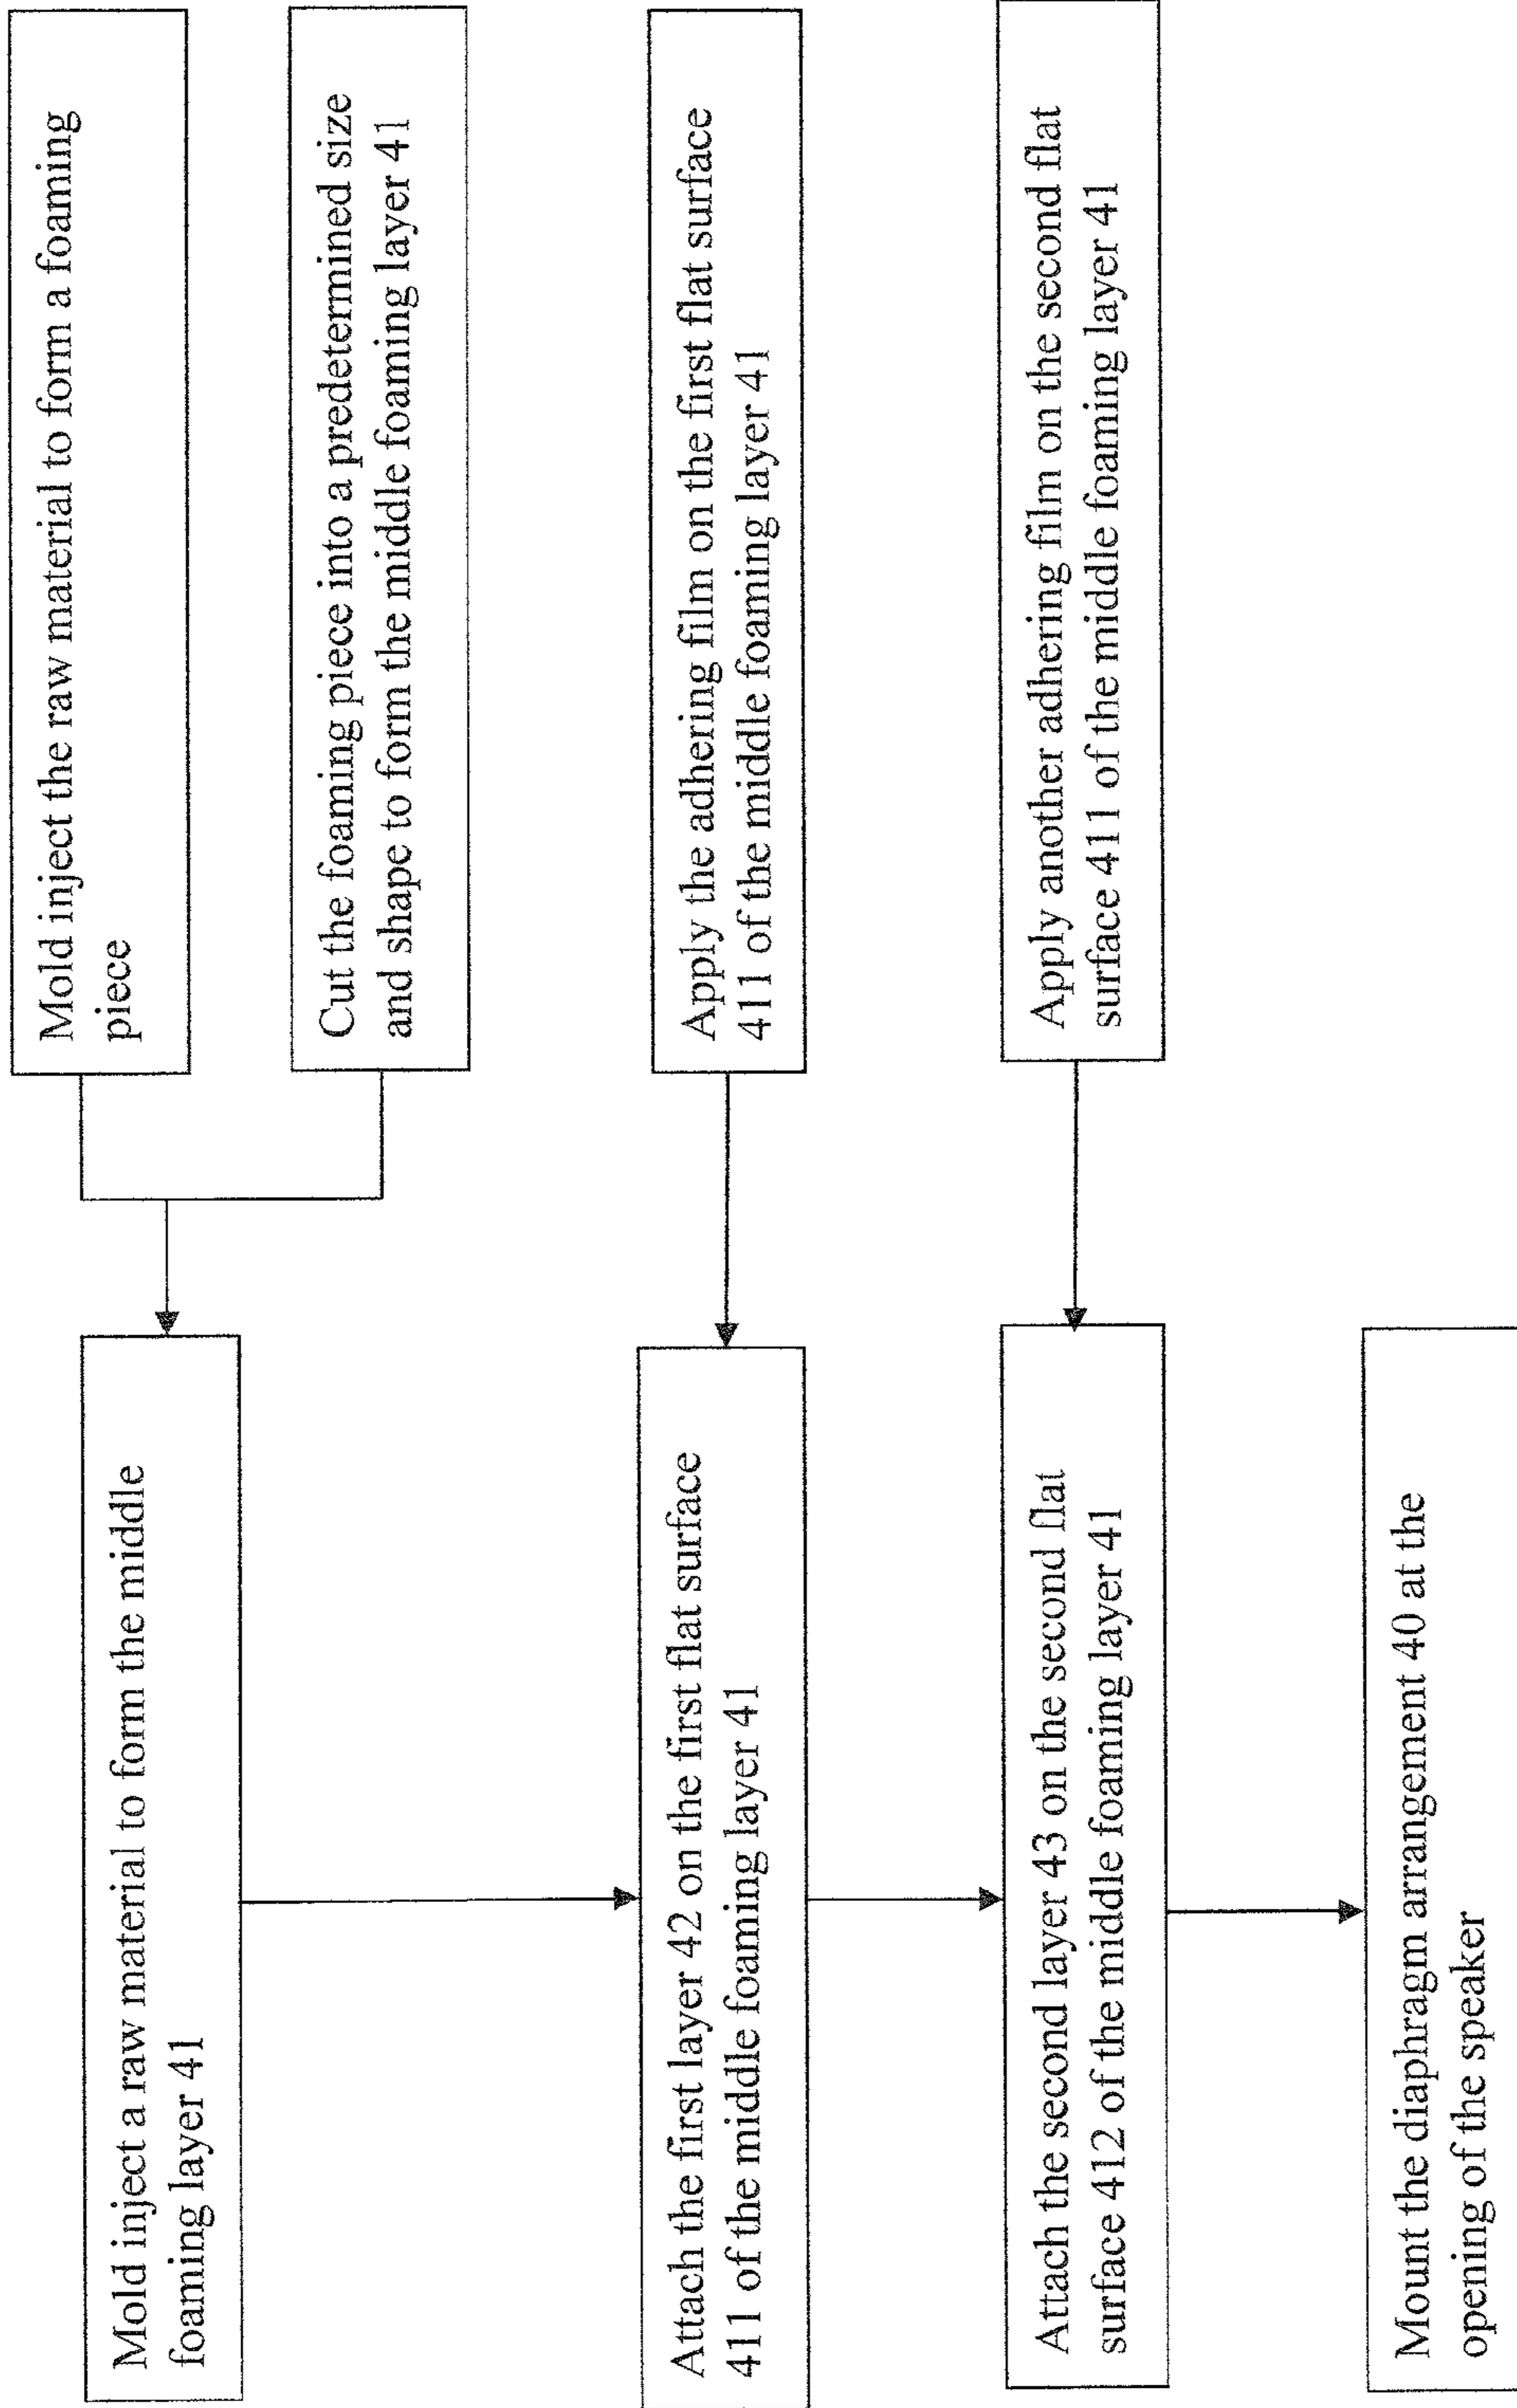 Mold inject a raw material to form the middle
foaming layer 41
Mold inject the raw material to form a foaming
piece
Cut the foaming piece into a predetermined size
and shape to form the middle foaming layer 41
Attach the first layer 42 on the first flat surface
411 of the middle foaming layer 41
Apply the adhering film on the first flat surface
411 of the middle foaming layer 41
Attach the second layer 43 on the second flat
surface 412 of the middle foaming layer 41
Apply another adhering film on the second flat
surface 411 of the middle foaming layer 41
Mount the diaphragm arrangement 40 at the
opening of the speaker